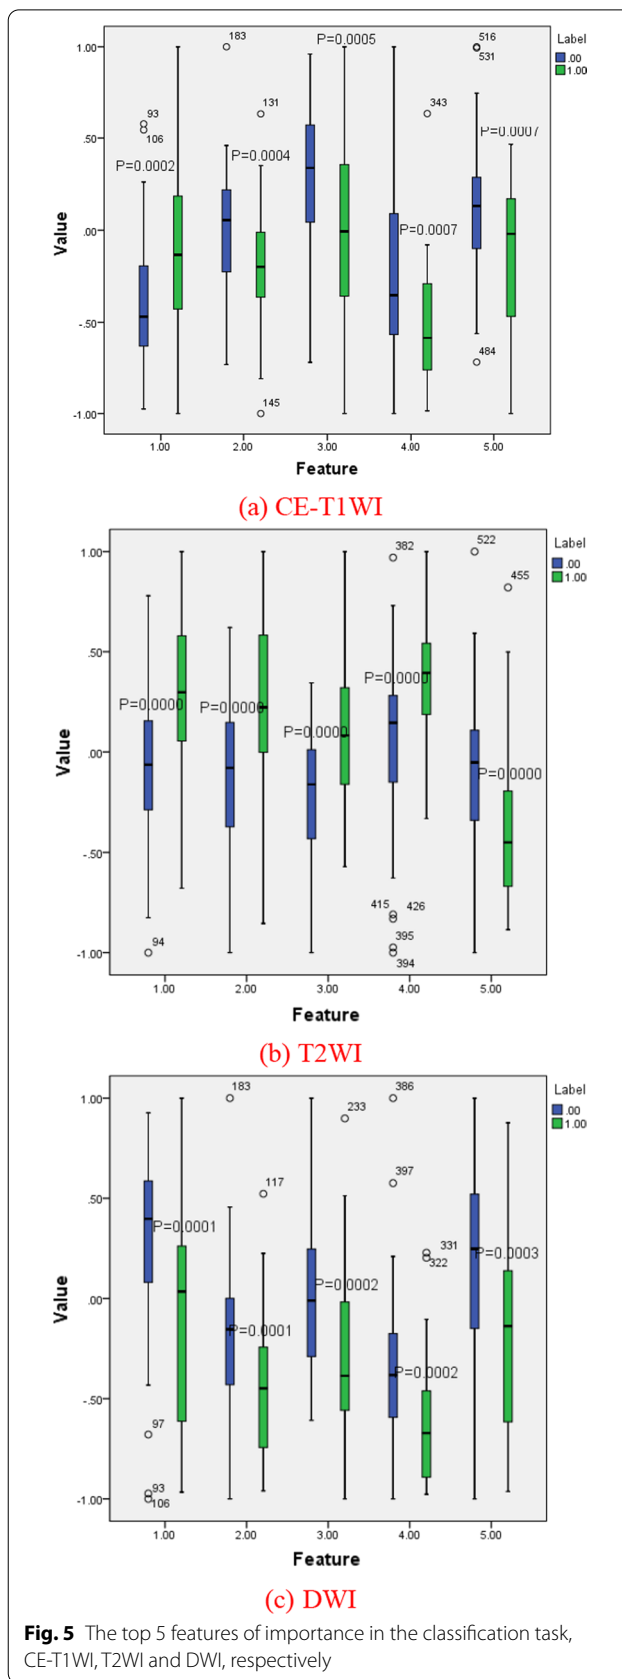 Label
.00
1.00
1.00
.50
.00
-.50
-1.00
Value
183
P=0.0005
516
531
93
106
131
343
P=0.0002
P=0.0004
P=0.0007
P=0.0007
145
484
1.00 2.00 3.00 4.00 5.00
Feature
(a) CE-T1WI
Label
.00
1.00
1.00
.50
.00
-.50
-1.00
Value
382
522
455
P=0.0000
P=0.0000
P=0.0000
P=0.0000
P=0.0000
415 426
395
394
94
1.00 2.00 3.00 4.00 5.00
Feature
(b) T2WI
Label
.00
1.00
1.00
.50
.00
-.50
-1.00
Value
183
233
386
397
117
331
322
P=0.0001
P=0.0001
P=0.0002
P=0.0002
P=0.0003
97
93
106
1.00 2.00 3.00 4.00 5.00
Feature
(c) DWI
Fig. 5 The top 5 features of importance in the classification task,
CE-T1WI, T2WI and DWI, respectively